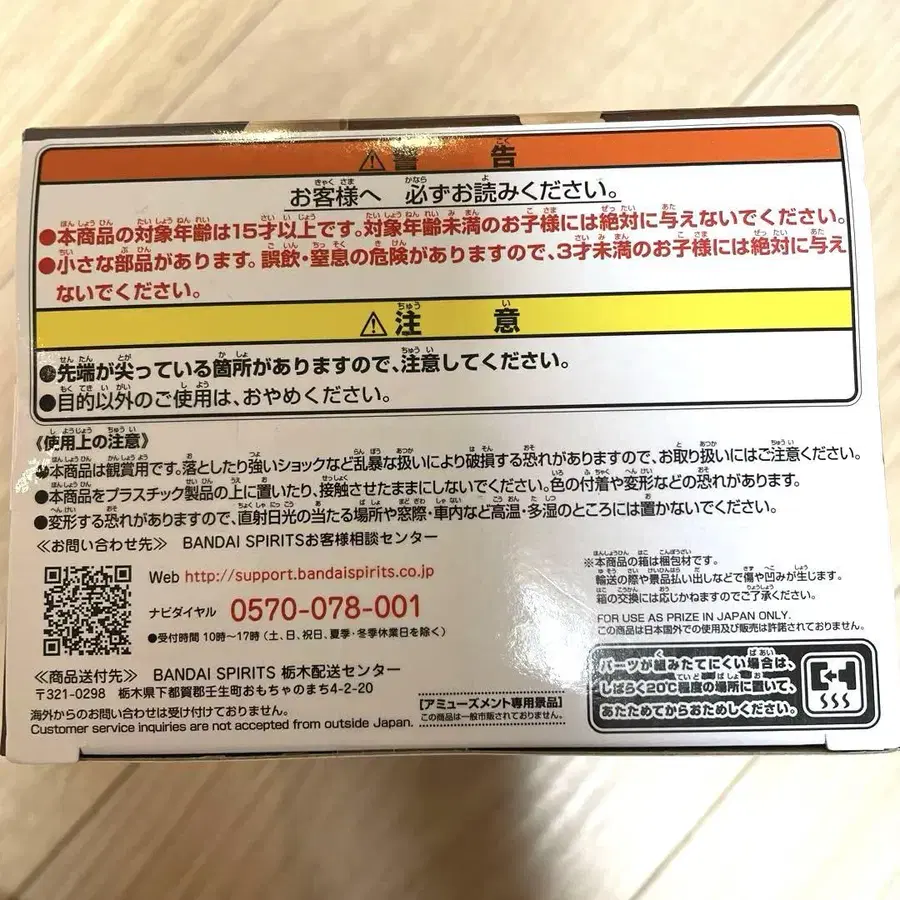 ⚠警告
お客様へ 必ずお読みください。
●本商品の対象年齢は15才以上です。対象年齢未満のお子様には絶対に与えないでください。
●小さな部品があります。誤飲・窒息の危険がありますので、3才未満のお子様には絶対に与え
ないでください。
⚠注意
●先端が尖っている箇所がありますので、注意してください。
●目的以外のご使用は、おやめください。
《使用上の注意》
●本商品は観賞用です。落としたり強いショックなど乱暴な扱いにより破損する恐れがありますので、お取り扱いにはご注意ください。
●本商品をプラスチック製品の上に置いたり、接触させたままにしないでください。色の付着や変形などの恐れがあります。
●変形する恐れがありますので、直射日光の当たる場所や窓際・車内など高温・多湿のところには置かないでください。
≪お問い合わせ先≫ BANDAI SPIRITSお客様相談センター
Web http://support.bandaispirits.co.jp
ナビダイヤル 0570-078-001
●受付時間 10時～17時(土、日、祝日、夏季・冬季休業日を除く)
≪商品送付先≫ BANDAI SPIRITS 栃木配送センター
〒321-0298 栃木県下都賀郡壬生町おもちゃのまち4-2-20
海外からのお問い合わせは受け付けておりません。
Customer service inquiries are not accepted from outside Japan.
[アミューズメント専用景品]
この商品は一般市販されておりません。
※本商品の箱は梱包材です。
輸送の際や景品払い出しなどで傷や凹みが生じます。
箱の交換には応じかねますのでご了承ください。
FOR USE AS PRIZE IN JAPAN ONLY.
この商品は日本国外での使用及び販売は許諾されておりません。
パーツが組みたてにくい場合は、
しばらく20℃程度の場所に置いて、
あたためてからおためしください。